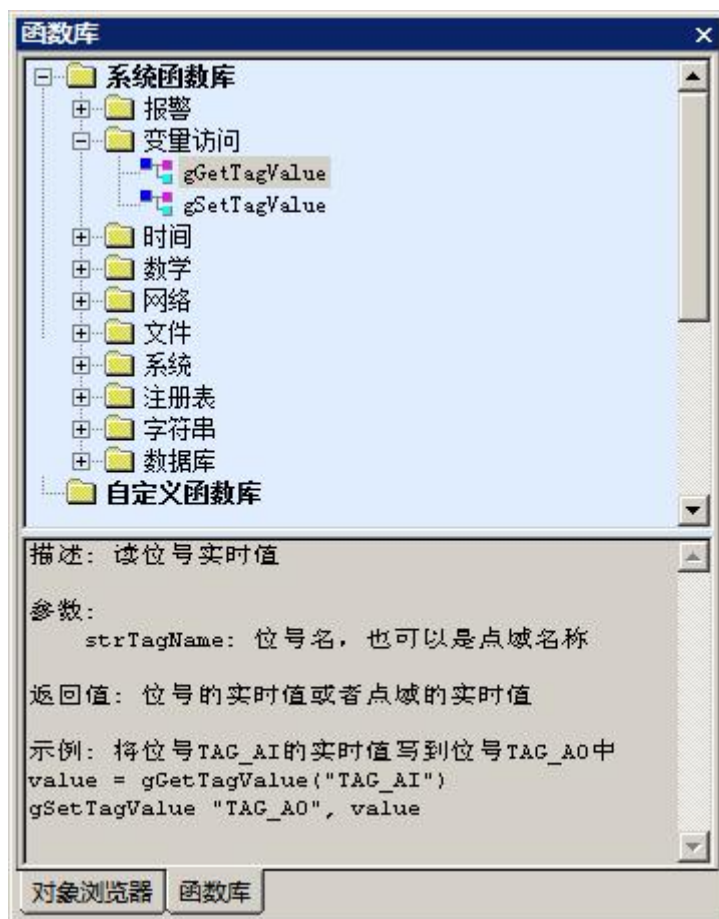 函数库
系统函数库
报警
变量访问
gGetTagValue
gSetTagValue
时间
数学
网络
文件
系统
注册表
字符串
数据库
自定义函数库
描述: 读位号实时值
参数:
strTagName: 位号名，也可以是点域名称
返回值: 位号的实时值或者点域的实时值
示例: 将位号TAG_AI的实时值写到位号TAG_AO中
value = gGetTagValue("TAG_AI")
gSetTagValue "TAG_AO", value
对象浏览器 函数库